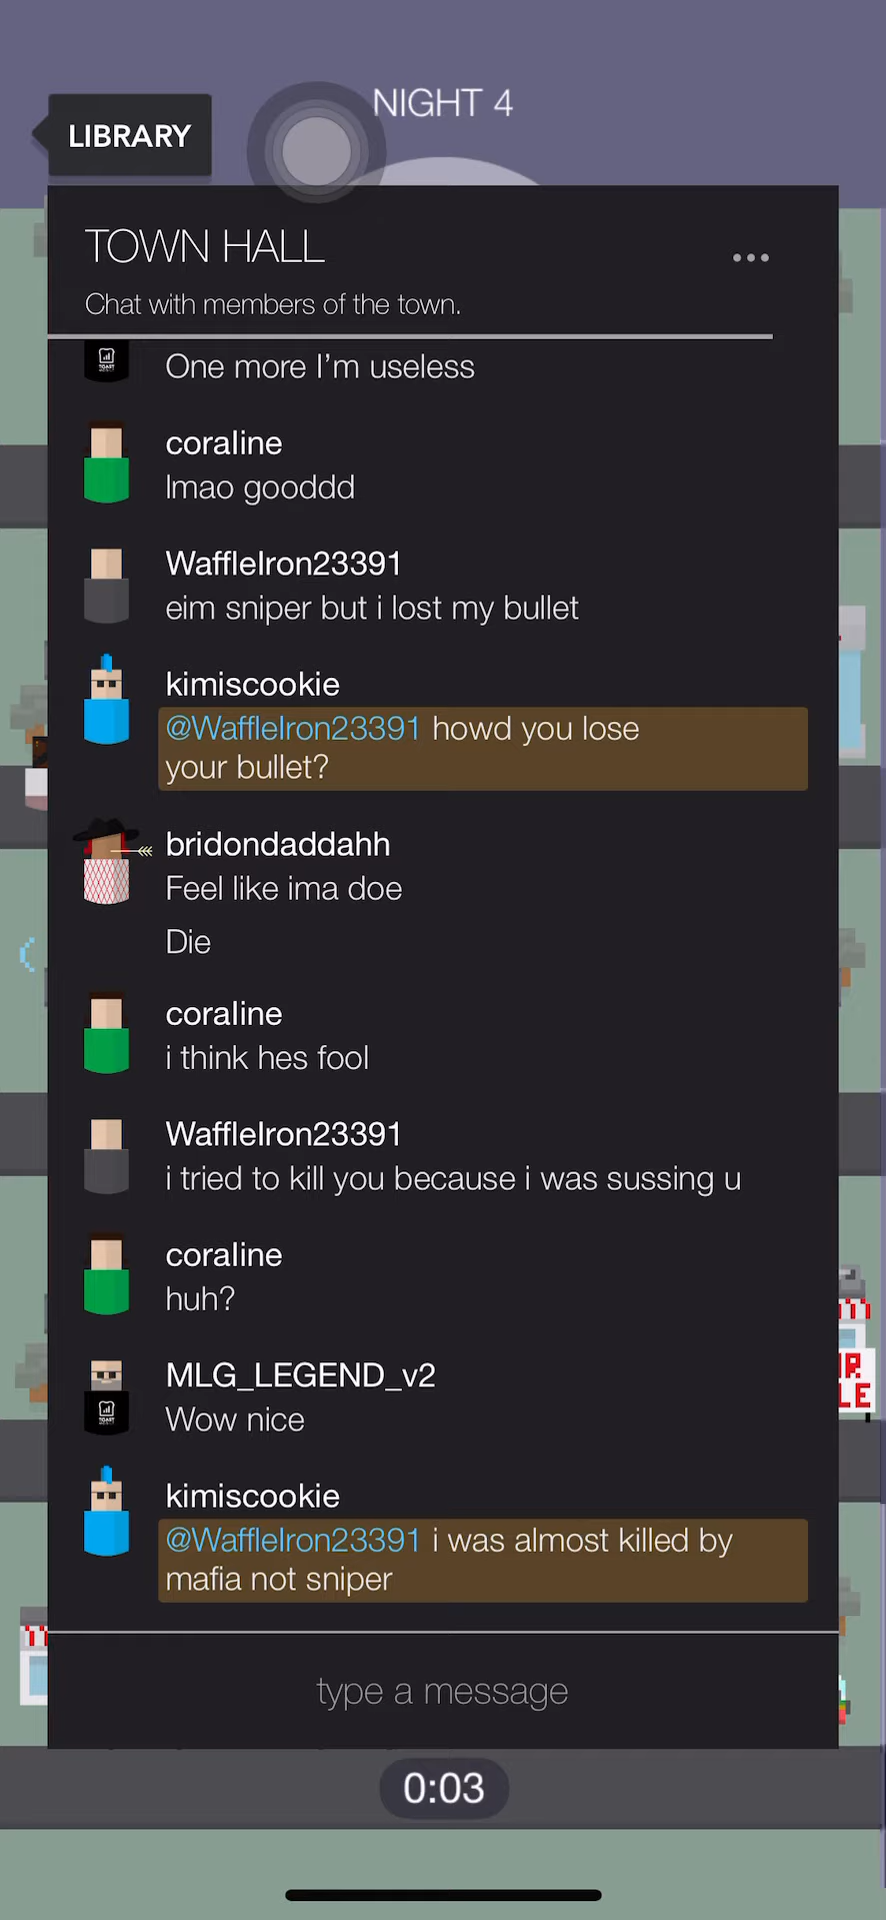 NIGHT 4
LIBRARY
TOWN HALL
Chat with members of the town.
One more I'm useless
coraline
lmao gooddd
WaffleIron23391
eim sniper but i lost my bullet
kimiscookie
@WaffleIron23391 howd you lose
your bullet?
bridondaddahh
Feel like ima doe
Die
coraline
i think hes fool
WaffleIron23391
i tried to kill you because i was sussing u
coraline
huh?
MLG_LEGEND_v2
Wow nice
kimiscookie
@WaffleIron23391 i was almost killed by
mafia not sniper
type a message
0:03